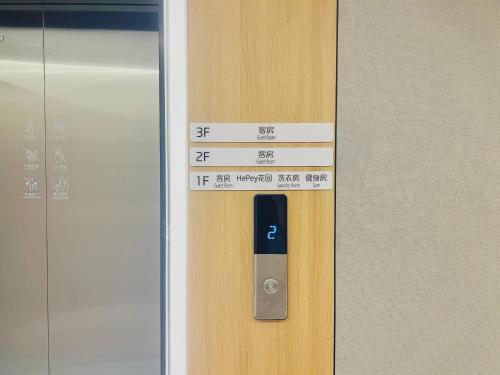 3F 客房
Guest Room
2F 客房
Guest Room
1F 客房 HePey花园 洗衣房 健身房
Guest Room Laundry Room Gym
2